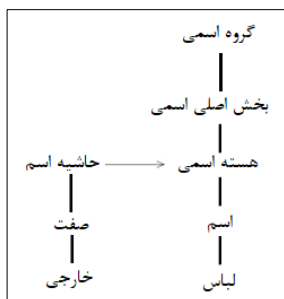 گروه اسمی
بخش اصلی اسمی
هسته اسمی
حاشیه اسم
اسم
صفت
لباس
خارجی